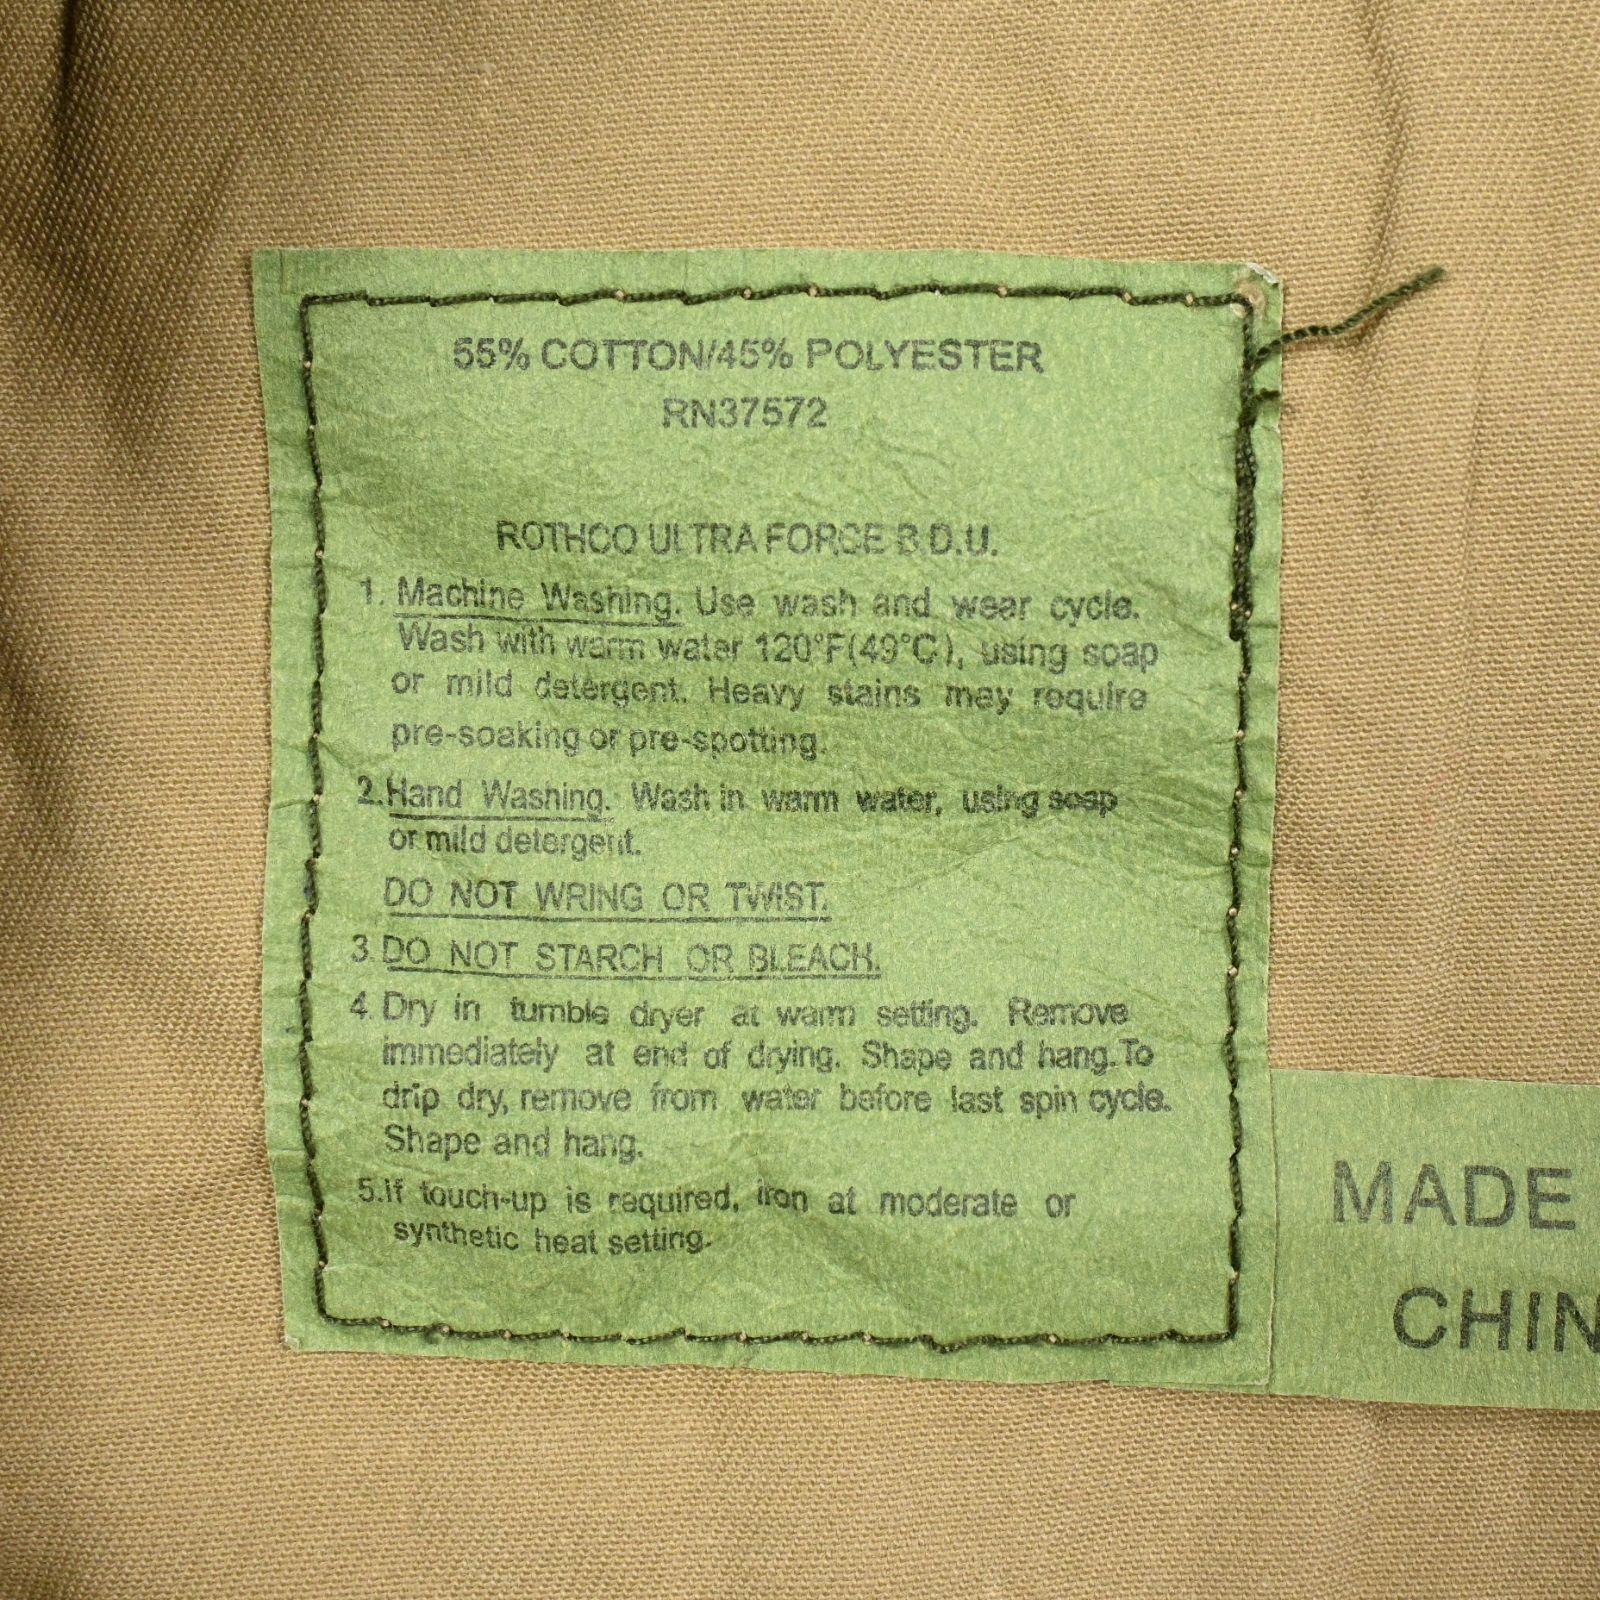 55% COTTON/45% POLYESTER
RN37572
ROTHCO ULTRA FORCE B.D.U.
1. Machine Washing. Use wash and wear cycle.
Wash with warm water 120°F(49°C), using soap
or mild detergent. Heavy stains may require
pre-soaking or pre-spotting.
2. Hand Washing. Wash in warm water, using soap
or mild detergent.
DO NOT WRING OR TWIST.
3. DO NOT STARCH OR BLEACH.
4. Dry in tumble dryer at warm setting. Remove
immediately at end of drying. Shape and hang. To
drip dry, remove from water before last spin cycle.
Shape and hang.
5. If touch-up is required, iron at moderate or
synthetic heat setting.
MADE
CHIN